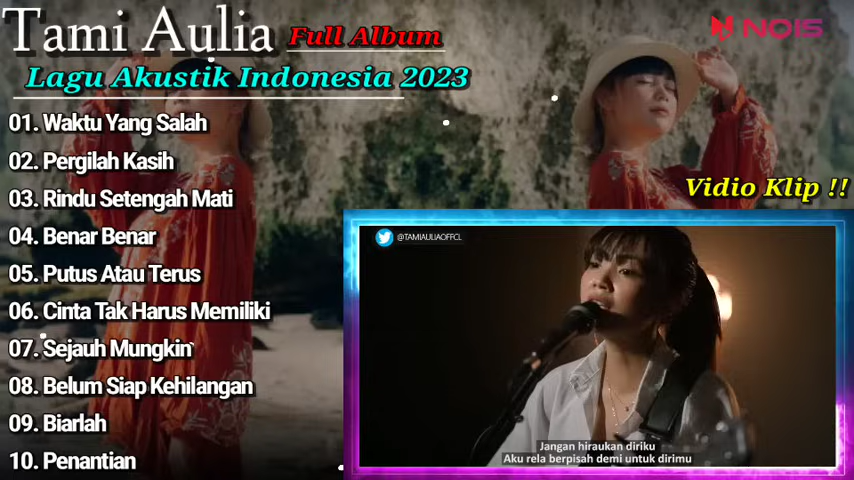 Tami Aulia Full Album
NOIS
Lagu Akustik Indonesia 2023
01. Waktu Yang Salah
02. Pergilah Kasih
03. Rindu Setengah Mati
04. Benar Benar
05. Putus Atau Terus
06. Cinta Tak Harus Memiliki
07. Sejauh Mungkin
08. Belum Siap Kehilangan
09. Biarlah
10. Penantian
Vidio Klip !!
@TAMIAULIAOFFCL
Jangan hiraukan diriku
Aku rela berpisah demi untuk dirimu